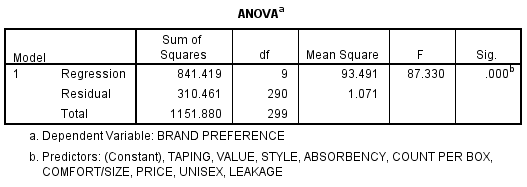 ANOVAa
Model Sum of Squares df Mean Square F Sig.
1 Regression 841.419 9 93.491 87.330 .000b
Residual 310.461 290 1.071
Total 1151.880 299
a. Dependent Variable: BRAND PREFERENCE
b. Predictors: (Constant), TAPING, VALUE, STYLE, ABSORBENCY, COUNT PER BOX,
COMFORT/SIZE, PRICE, UNISEX, LEAKAGE